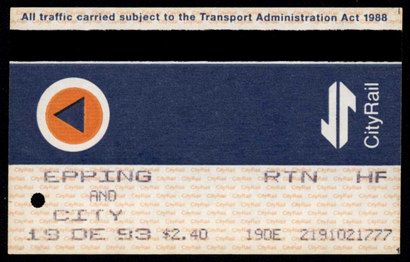 All traffic carried subject to the Transport Administration Act 1988
CityRail
EPPING RTN HF
AND
CITY
19 DE 93 $2.40 190E 2191021777